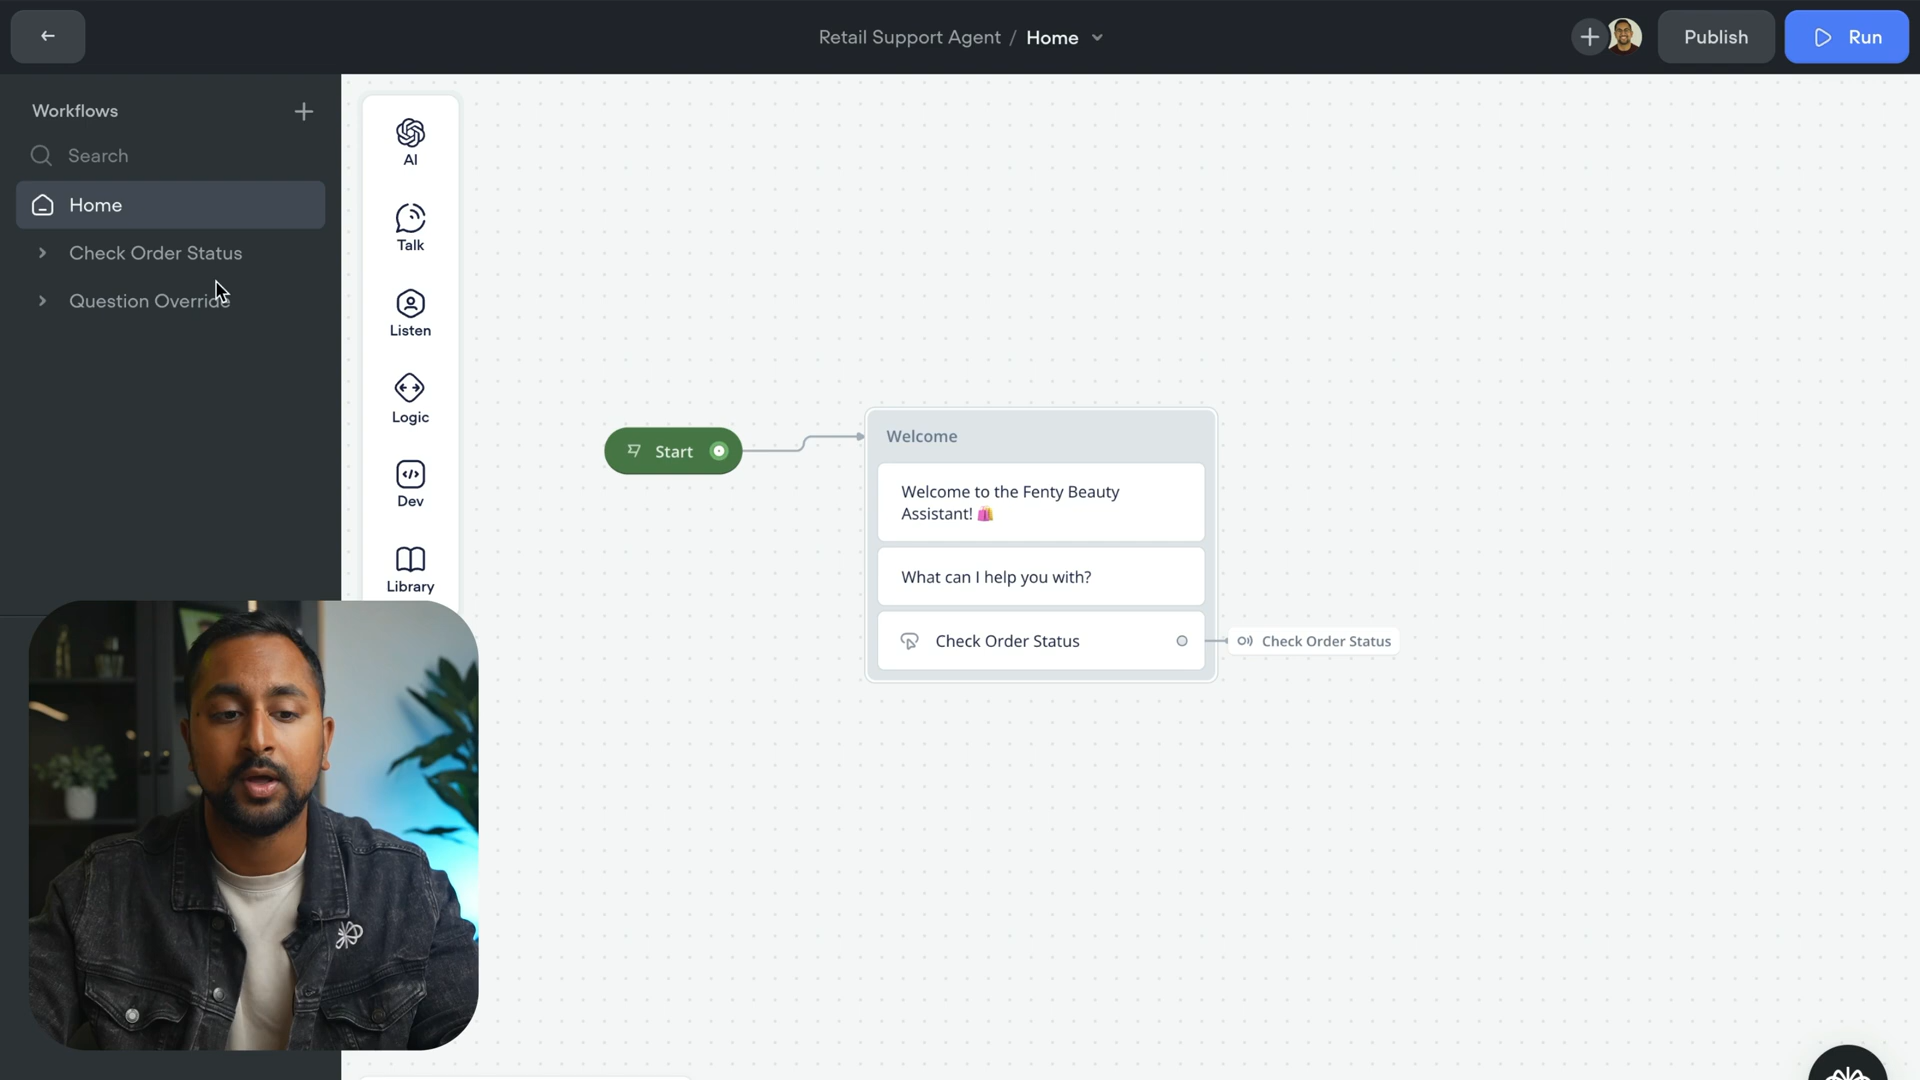 Retail Support Agent / Home
Publish
Run
Workflows
Search
Home
Check Order Status
Question Override
AI
Talk
Listen
Logic
Dev
Library
Start
Welcome
Welcome to the Fenty Beauty
Assistant! 🛍️
What can I help you with?
Check Order Status
Check Order Status